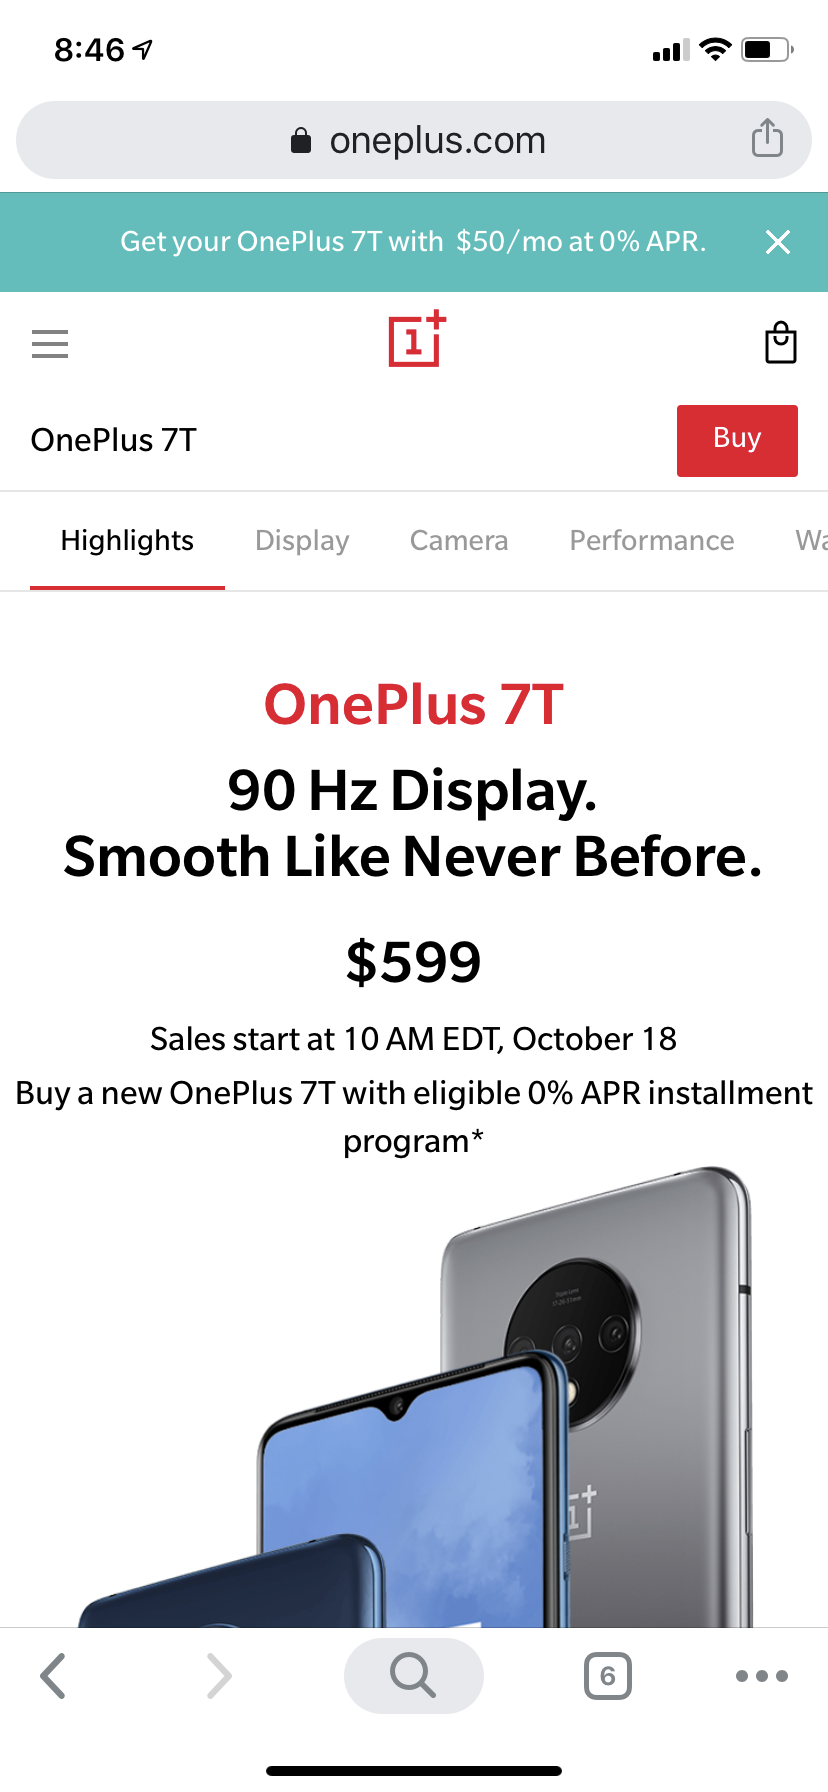 8:46
oneplus.com
Get your OnePlus 7T with $50/mo at 0% APR.
OnePlus 7T
Buy
Highlights Display Camera Performance Wa
OnePlus 7T
90 Hz Display.
Smooth Like Never Before.
$599
Sales start at 10 AM EDT, October 18
Buy a new OnePlus 7T with eligible 0% APR installment
program*
6